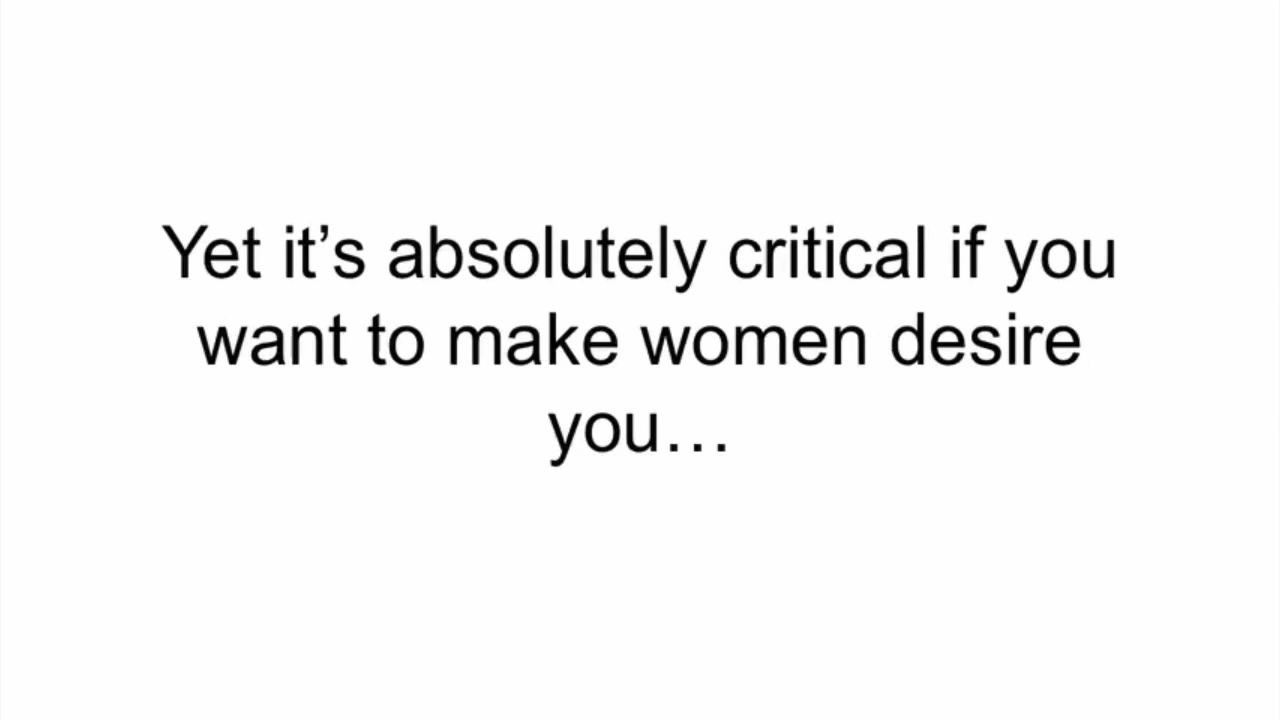 Yet it’s absolutely critical if you
want to make women desire
you…